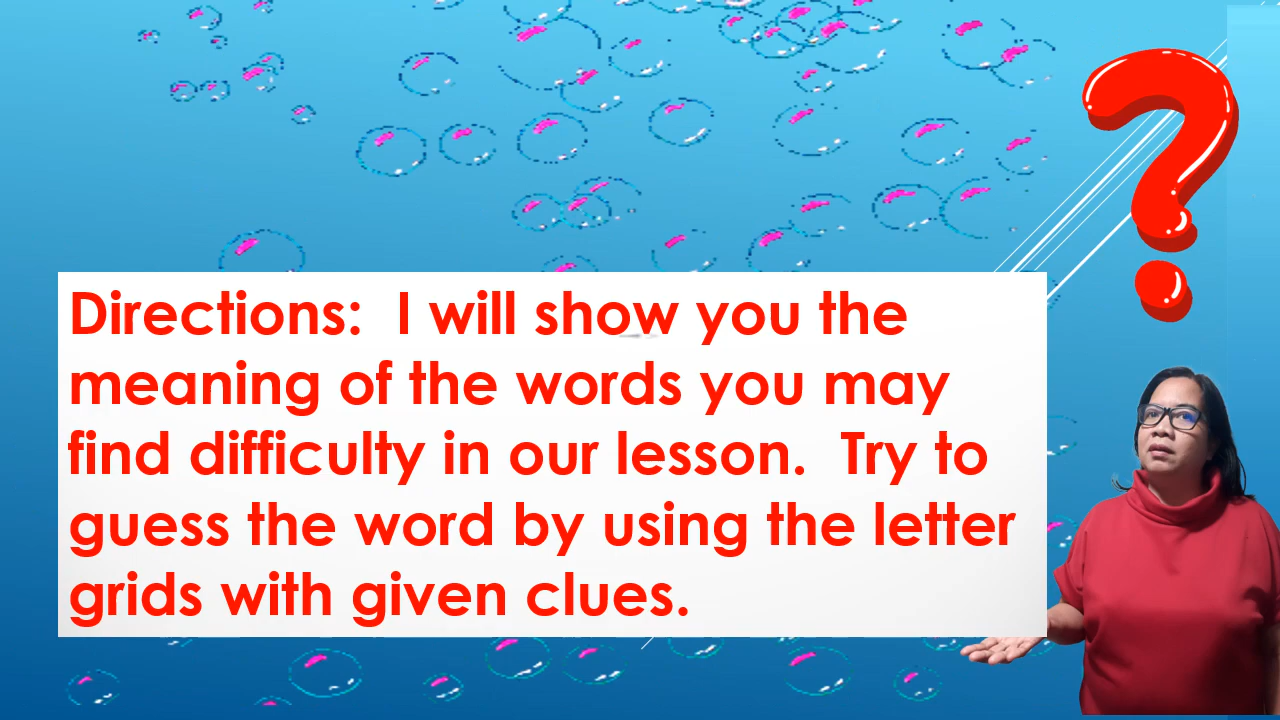 Directions:  I will show you the
meaning of the words you may
find difficulty in our lesson.  Try to
guess the word by using the letter
grids with given clues.
?